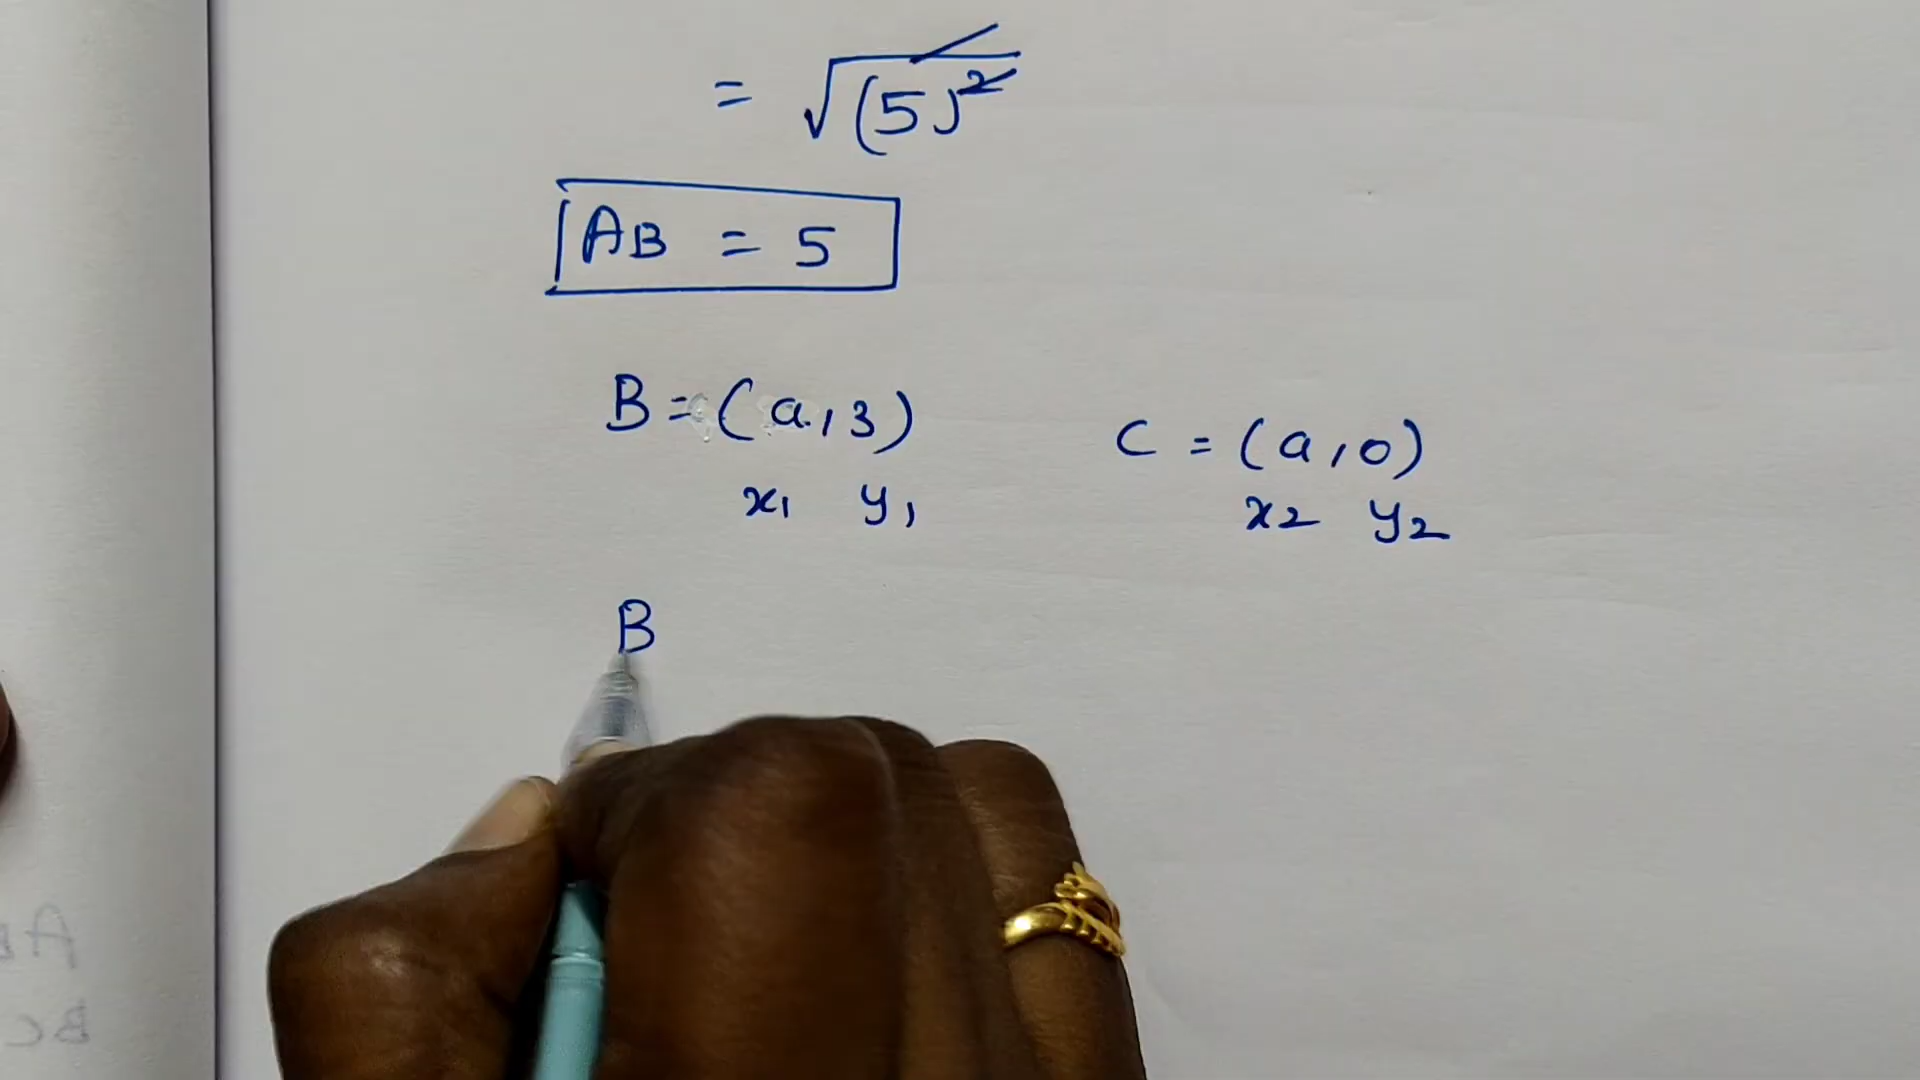 = √(5)²
AB = 5
B = (a, 3) C = (a, 0)
x₁ y₁ x₂ y₂
B